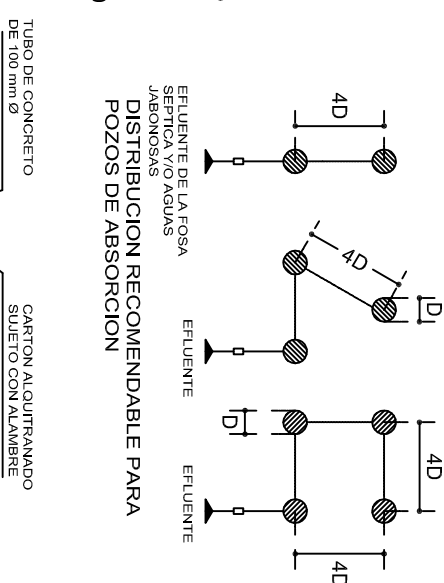 4D
4D
D
4D
D
4D
EFLUENTE DE LA FOSA
SEPTICA Y/O AGUAS
JABONOSAS
EFLUENTE
EFLUENTE
DISTRIBUCION RECOMENDABLE PARA
POZOS DE ABSORCION
TUBO DE CONCRETO
DE 100 mm Ø
CARTON ALQUITRANADO
SUJETO CON ALAMBRE